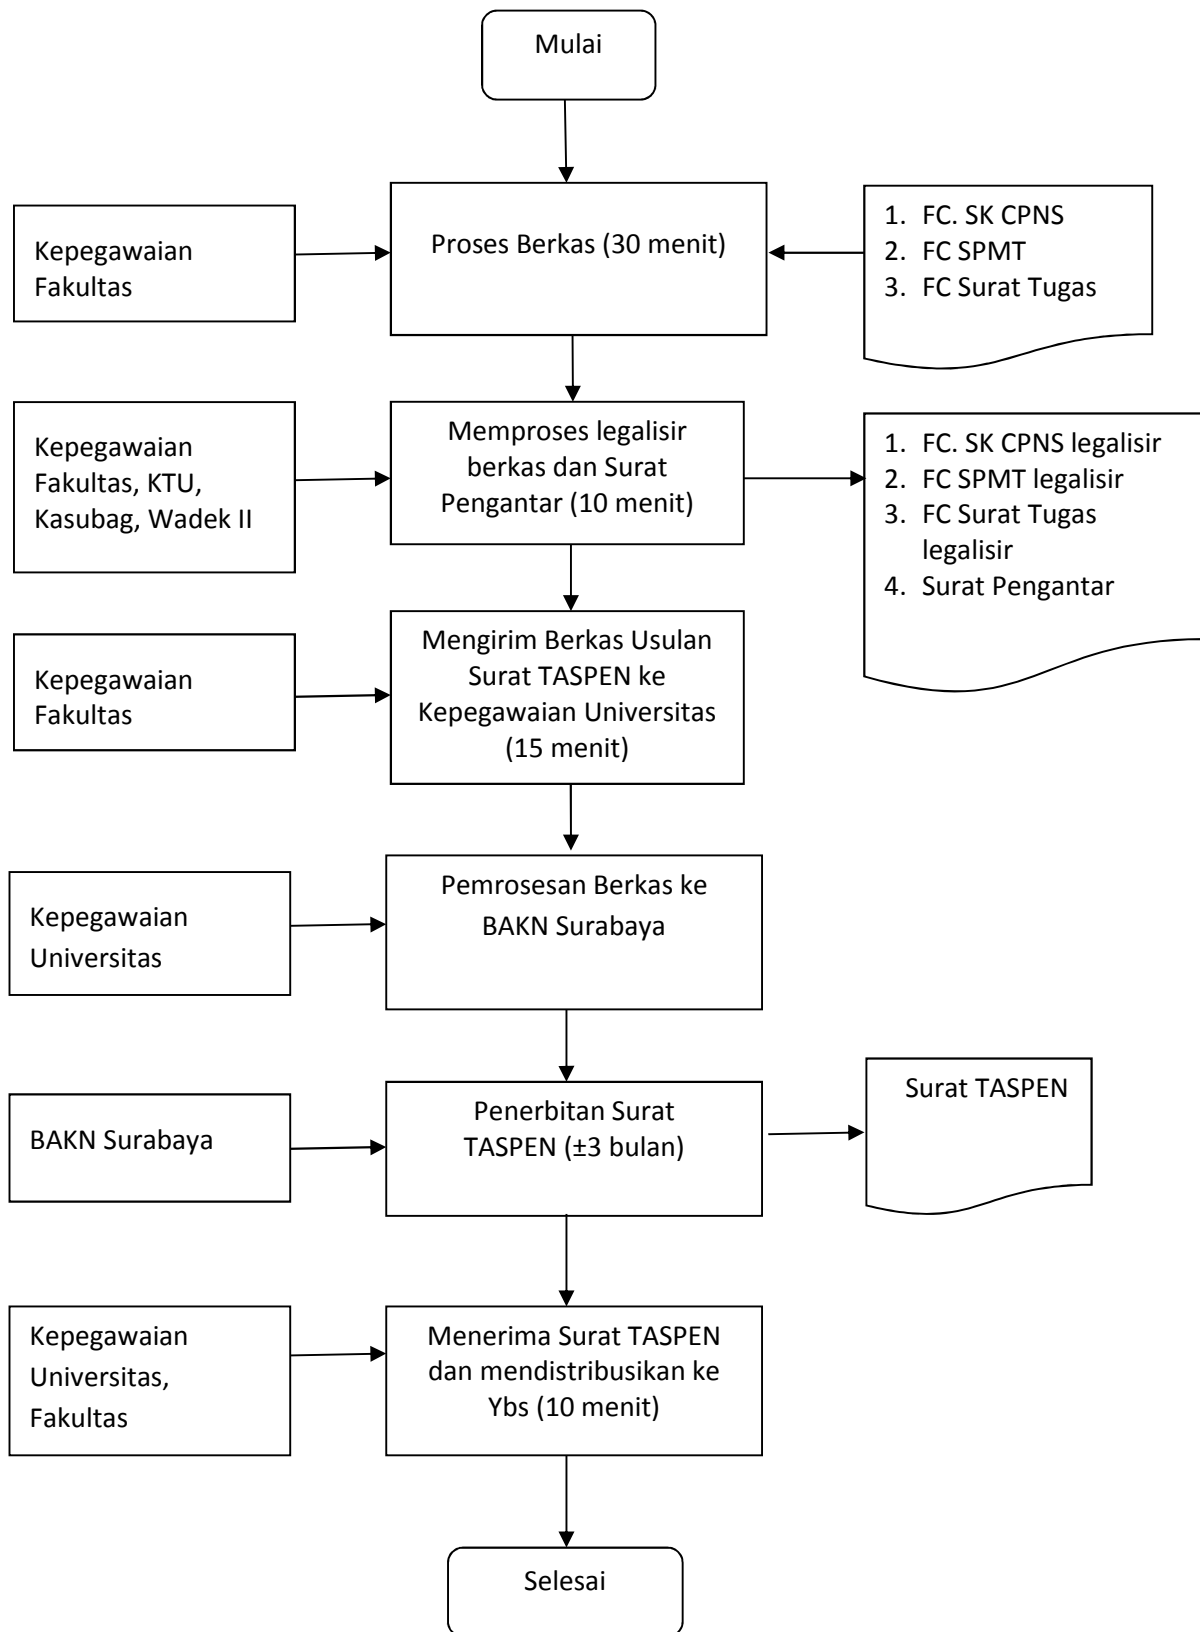 Mulai
Kepegawaian
Fakultas
Proses Berkas (30 menit)
1. FC. SK CPNS
2. FC SPMT
3. FC Surat Tugas
Kepegawaian
Fakultas, KTU,
Kasubag, Wadek II
Memproses legalisir
berkas dan Surat
Pengantar (10 menit)
1. FC. SK CPNS legalisir
2. FC SPMT legalisir
3. FC Surat Tugas
legalisir
4. Surat Pengantar
Kepegawaian
Fakultas
Mengirim Berkas Usulan
Surat TASPEN ke
Kepegawaian Universitas
(15 menit)
Kepegawaian
Universitas
Pemrosesan Berkas ke
BAKN Surabaya
BAKN Surabaya
Penerbitan Surat
TASPEN (±3 bulan)
Surat TASPEN
Kepegawaian
Universitas,
Fakultas
Menerima Surat TASPEN
dan mendistribusikan ke
Ybs (10 menit)
Selesai